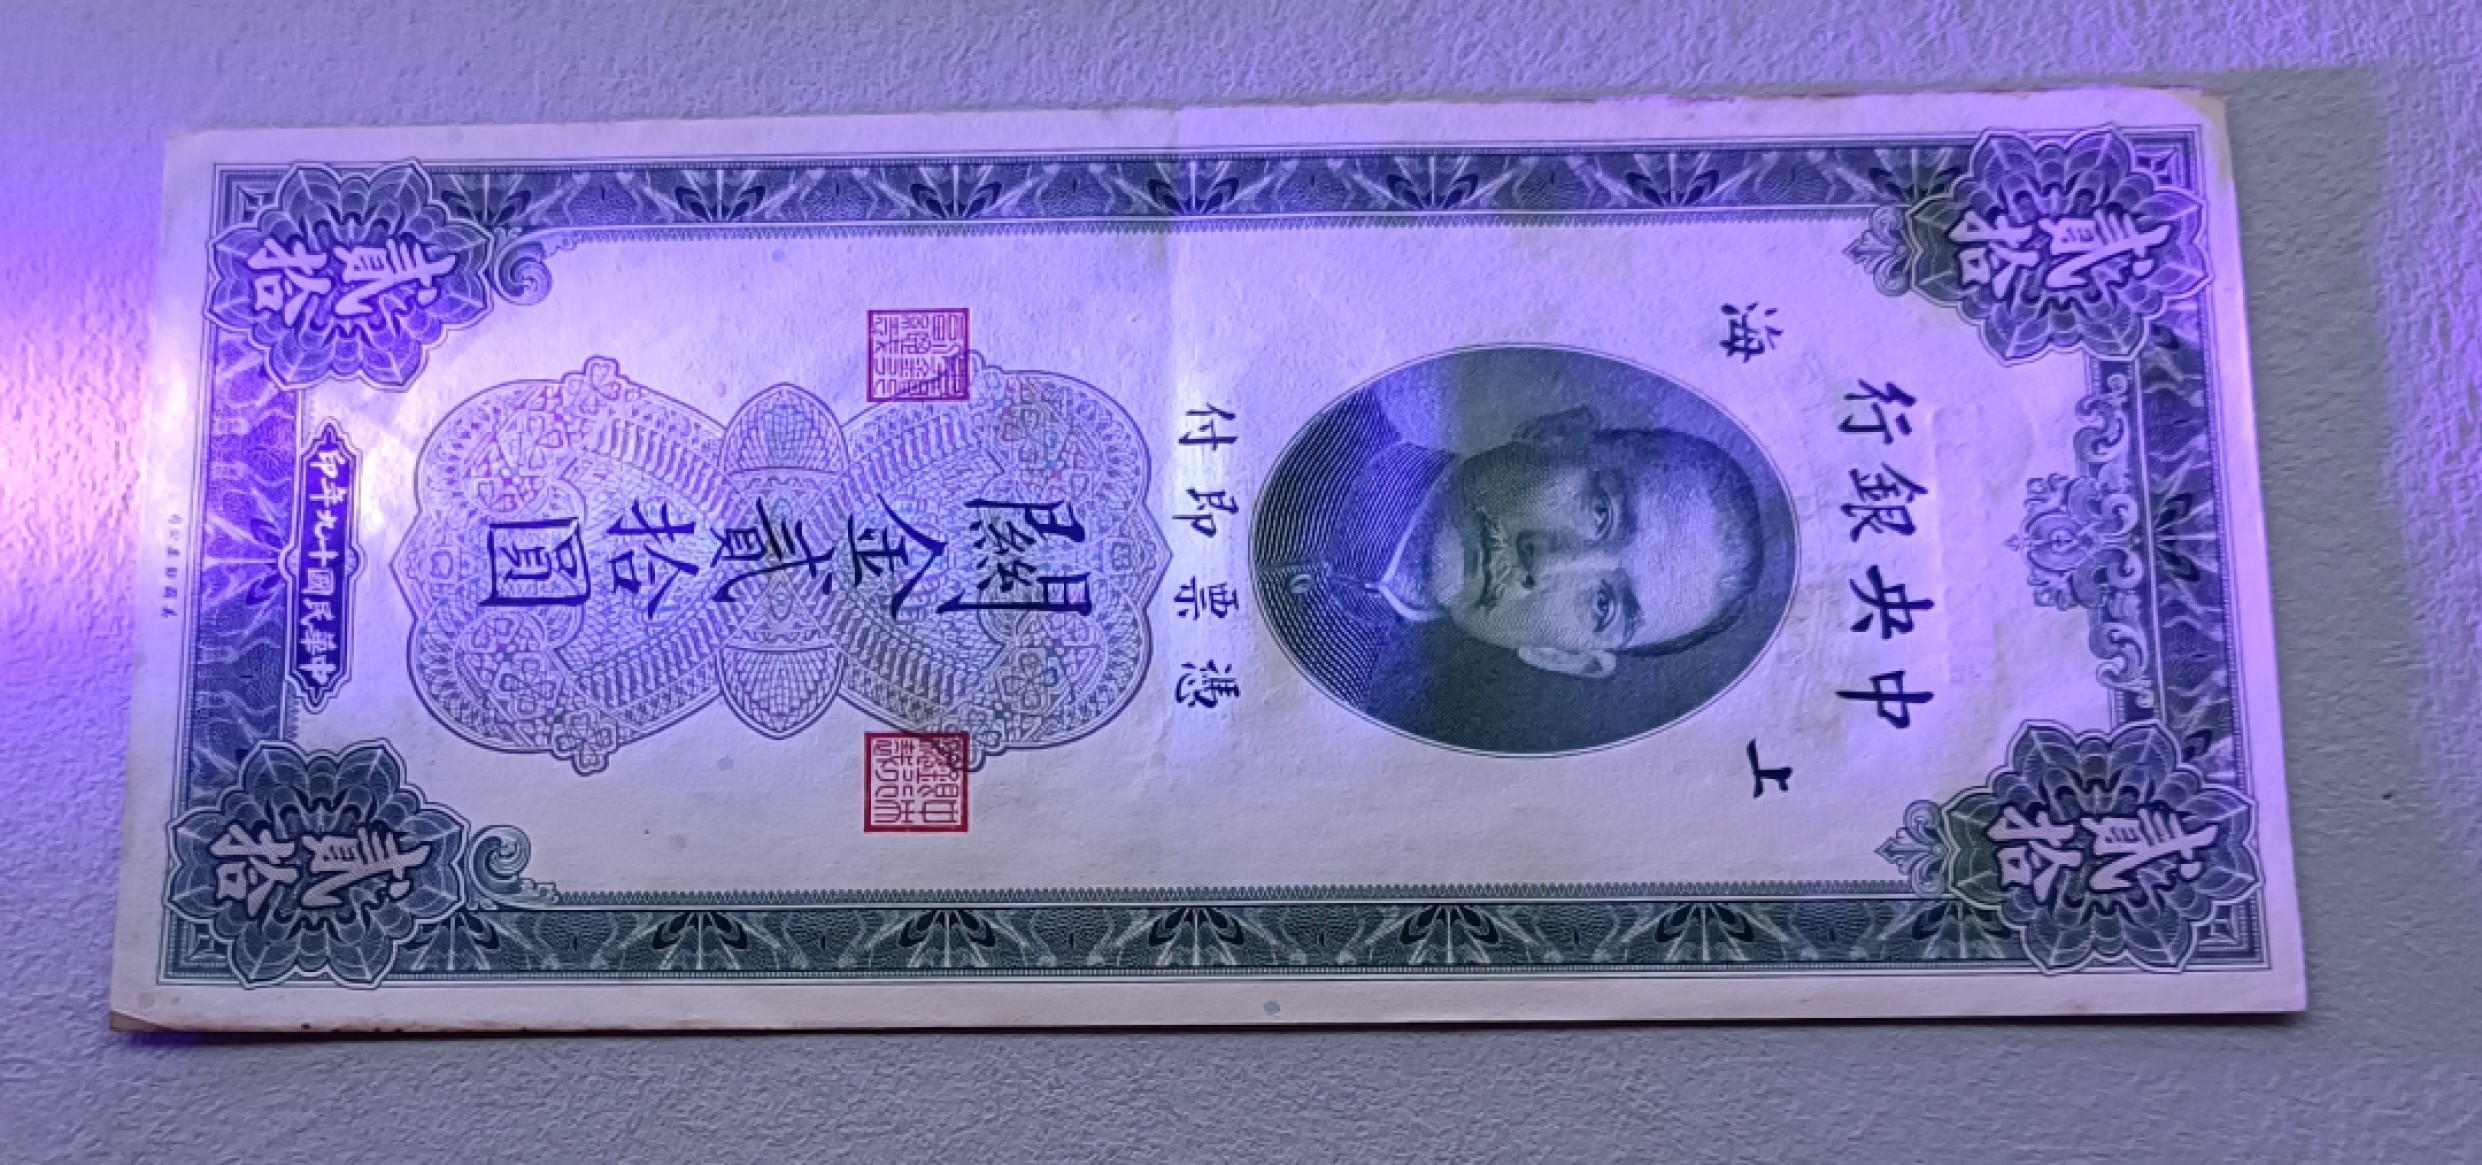 貳拾
貳拾
中央銀行
上海
憑票即付
關金貳拾圓
中華民國十九年印
貳拾
貳拾